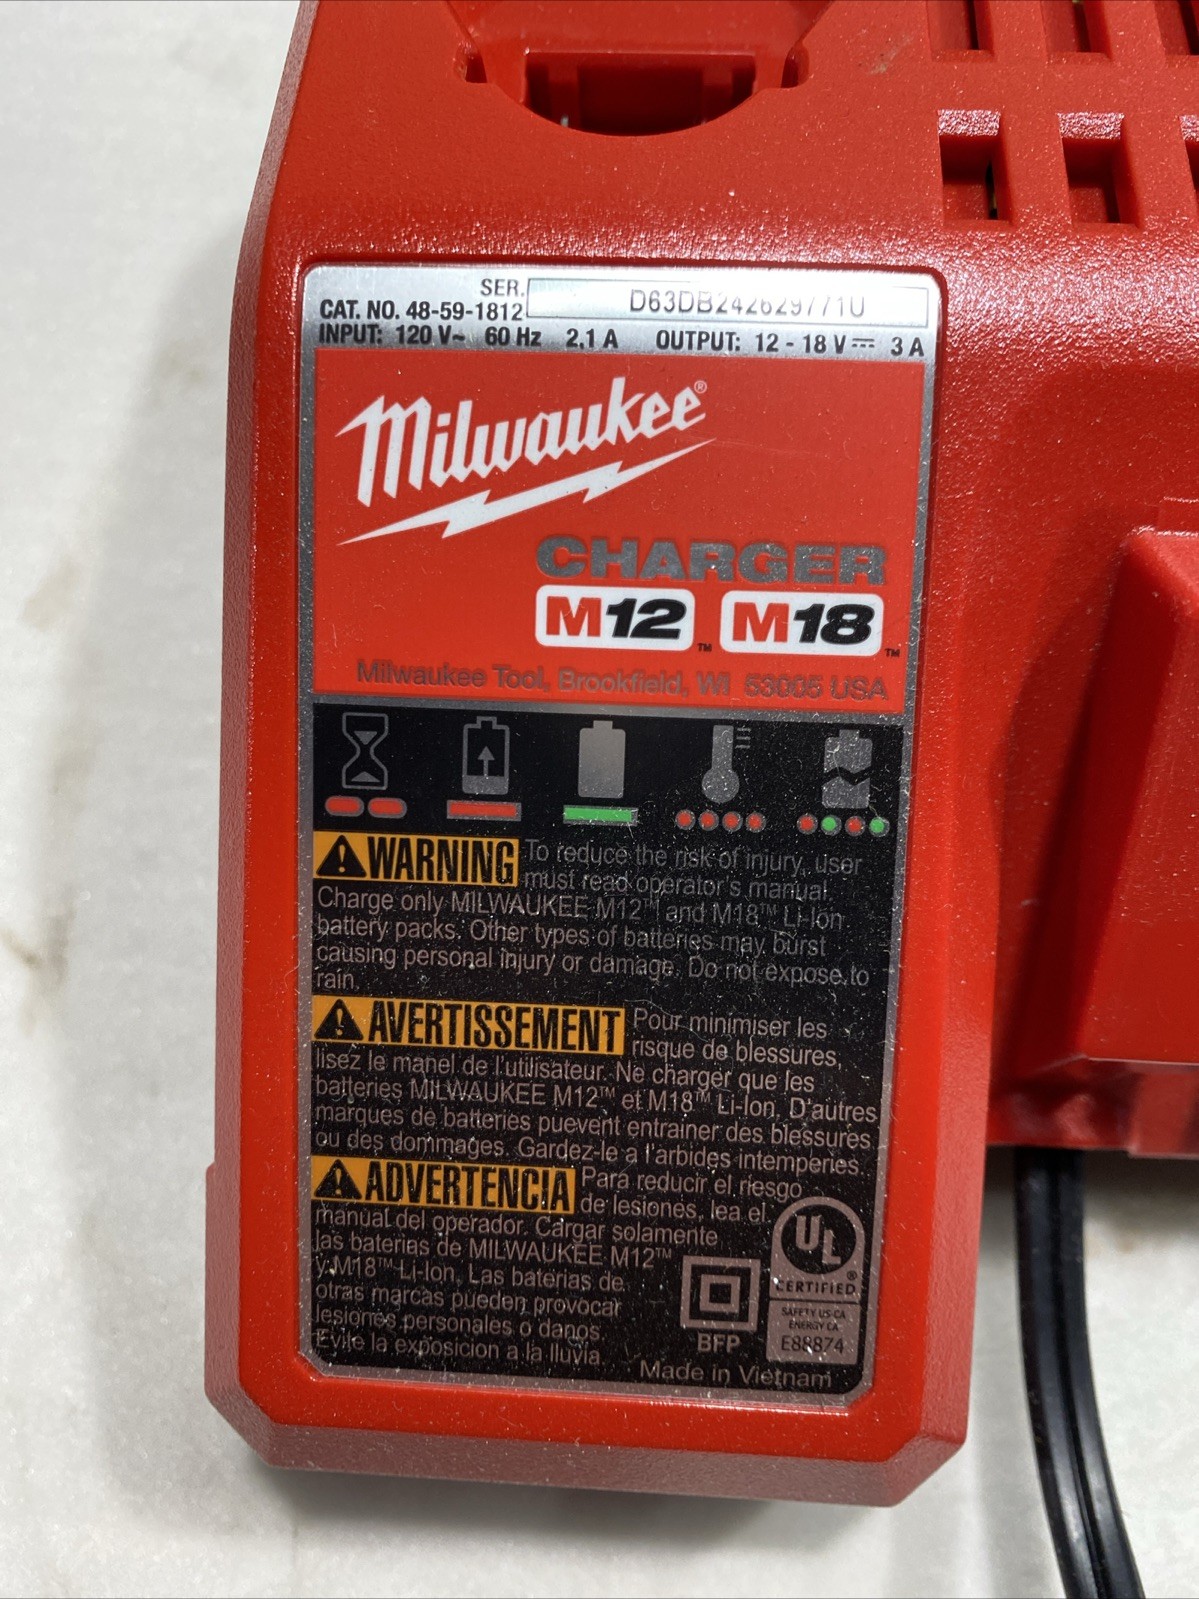 SER. D63DB242629771U
CAT. NO. 48-59-1812
INPUT: 120 V~ 60 Hz 2,1 A OUTPUT: 12 - 18 V⎓ 3 A
Milwaukee®
CHARGER
M12™ M18™
Milwaukee Tool, Brookfield, WI 53005 USA
WARNING To reduce the risk of injury, user
must read operator's manual.
Charge only MILWAUKEE M12™ and M18™ Li-Ion
battery packs. Other types of batteries may burst
causing personal injury or damage. Do not expose to
rain.
AVERTISSEMENT Pour minimiser les
risque de blessures,
lisez le manel de l'utilisateur. Ne charger que les
batteries MILWAUKEE M12™ et M18™ Li-Ion. D'autres
marques de batteries puevent entrainer des blessures
ou des dommages. Gardez-le a l'arbides intemperies.
ADVERTENCIA Para reducir el riesgo
de lesiones, lea el
manual del operador. Cargar solamente
las baterias de MILWAUKEE M12™
y M18™ Li-Ion. Las baterias de
otras marcas pueden provocar
lesiones personales o danos.
Evite la exposicion a la lluvia.
BFP
UL
CERTIFIED®
SAFETY US-CA
ENERGY CA
E88874
Made in Vietnam